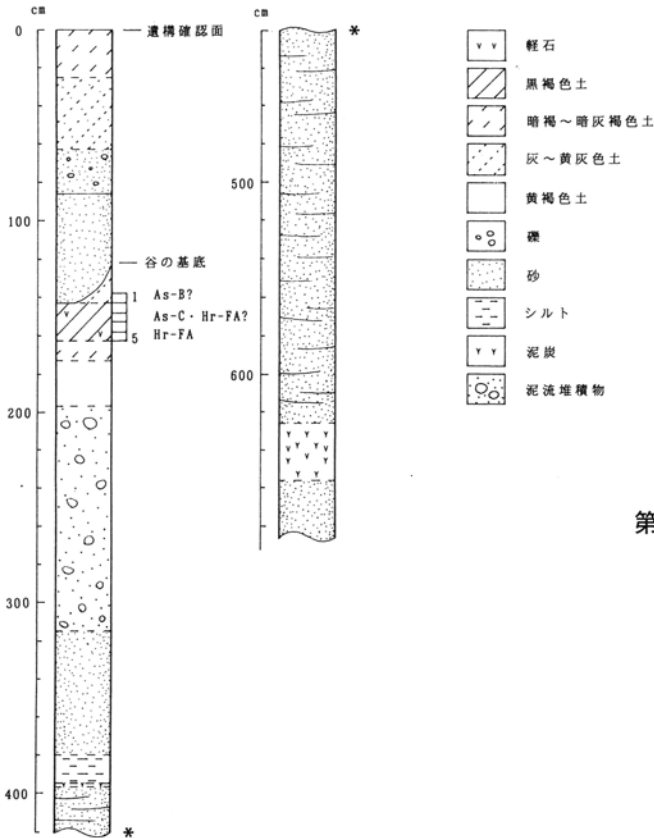 cm
0
遺構確認面
100
谷の基底
1 As-B?
As-C・Hr-FA?
5 Hr-FA
200
300
400
*
cm
*
500
600
軽石
黒褐色土
暗褐～暗灰褐色土
灰～黄灰色土
黄褐色土
礫
砂
シルト
泥炭
泥流堆積物
第